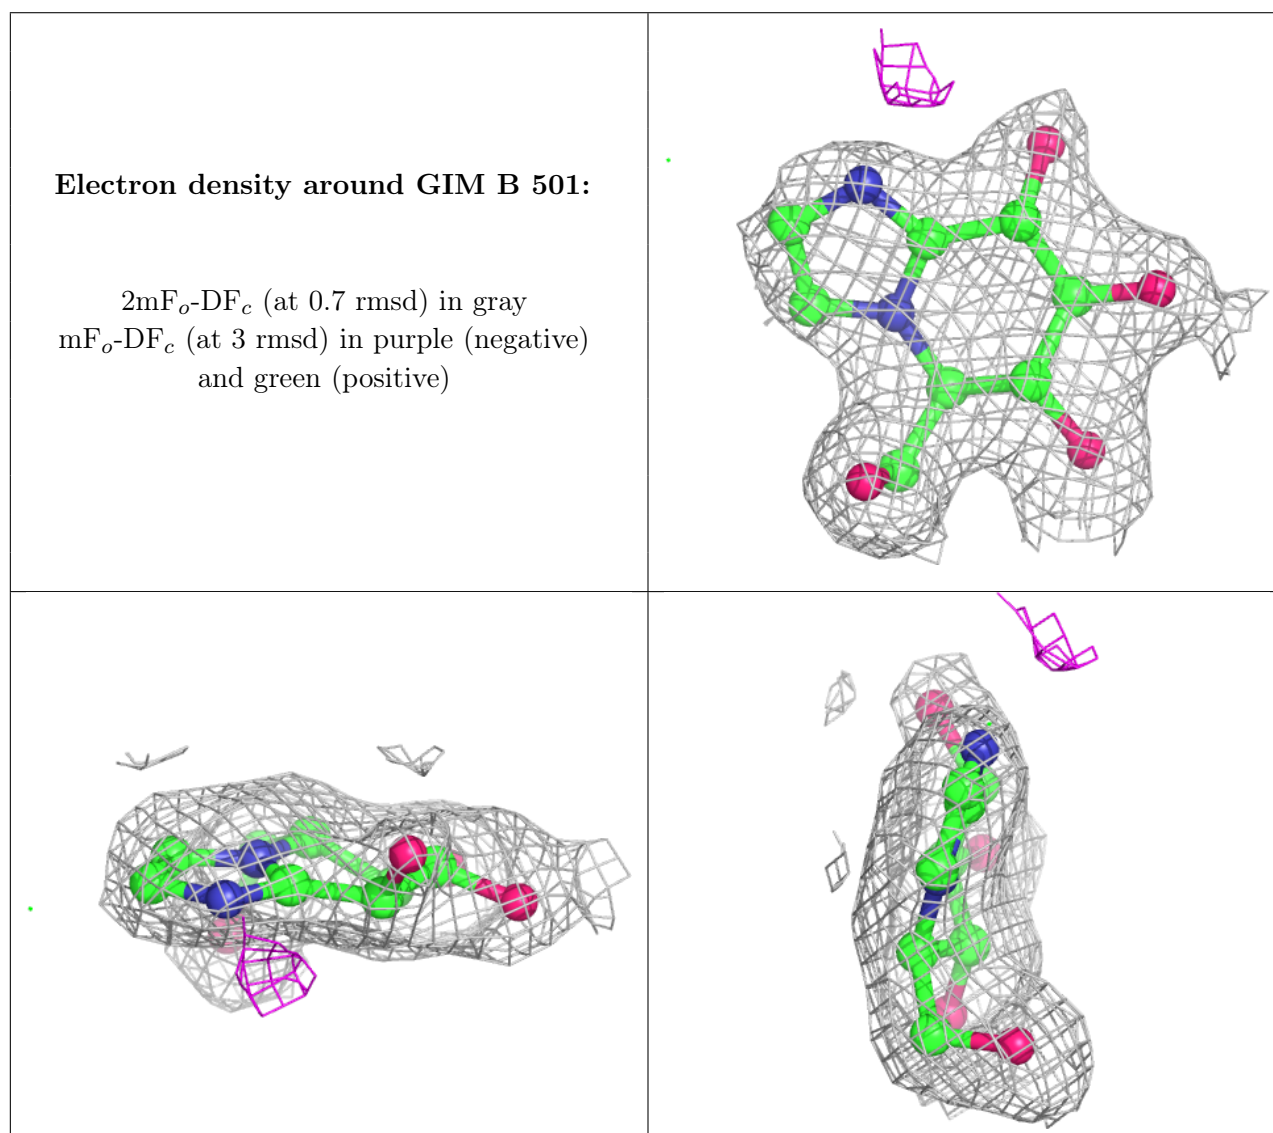 Electron density around GIM B 501:
2mFo-DFc (at 0.7 rmsd) in gray
mFo-DFc (at 3 rmsd) in purple (negative)
and green (positive)